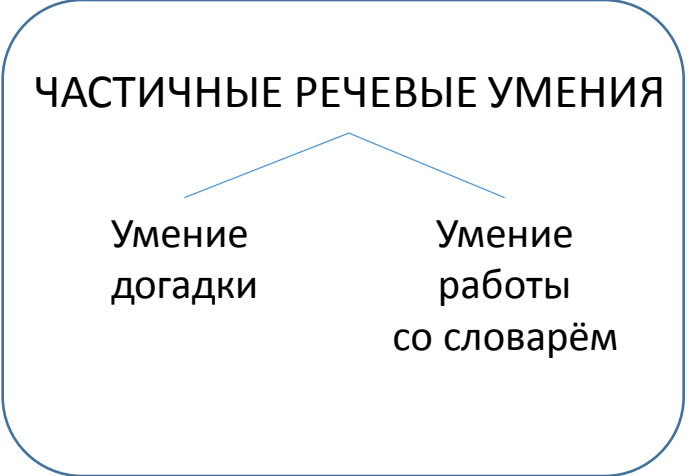 ЧАСТИЧНЫЕ РЕЧЕВЫЕ УМЕНИЯ
Умение
догадки
Умение
работы
со словарём